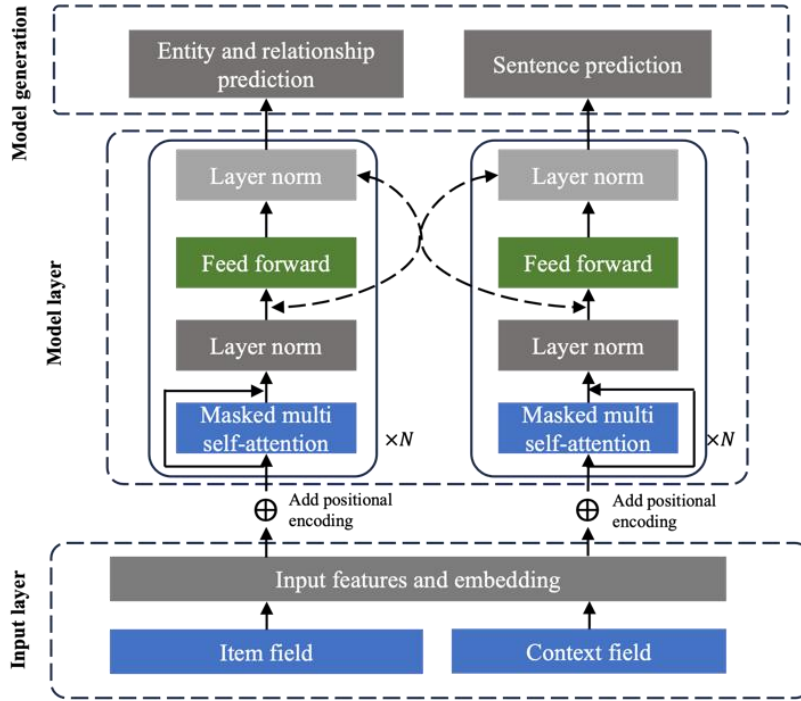 Model generation
Entity and relationship
prediction
Sentence prediction
Model layer
Layer norm
Layer norm
Feed forward
Feed forward
Layer norm
Layer norm
Masked multi
self-attention
×N
Masked multi
self-attention
×N
Add positional
encoding
Add positional
encoding
Input layer
Input features and embedding
Item field
Context field